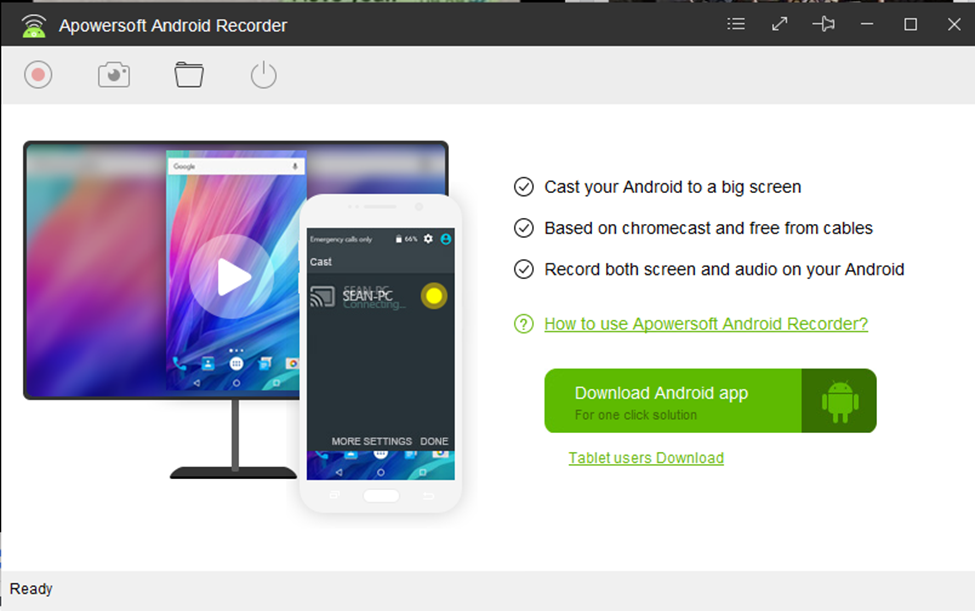 Apowersoft Android Recorder
Google
Emergency calls only 66%
Cast
SEAN-PC
Connecting...
MORE SETTINGS DONE
Cast your Android to a big screen
Based on chromecast and free from cables
Record both screen and audio on your Android
How to use Apowersoft Android Recorder?
Download Android app
For one click solution
Tablet users Download
Ready